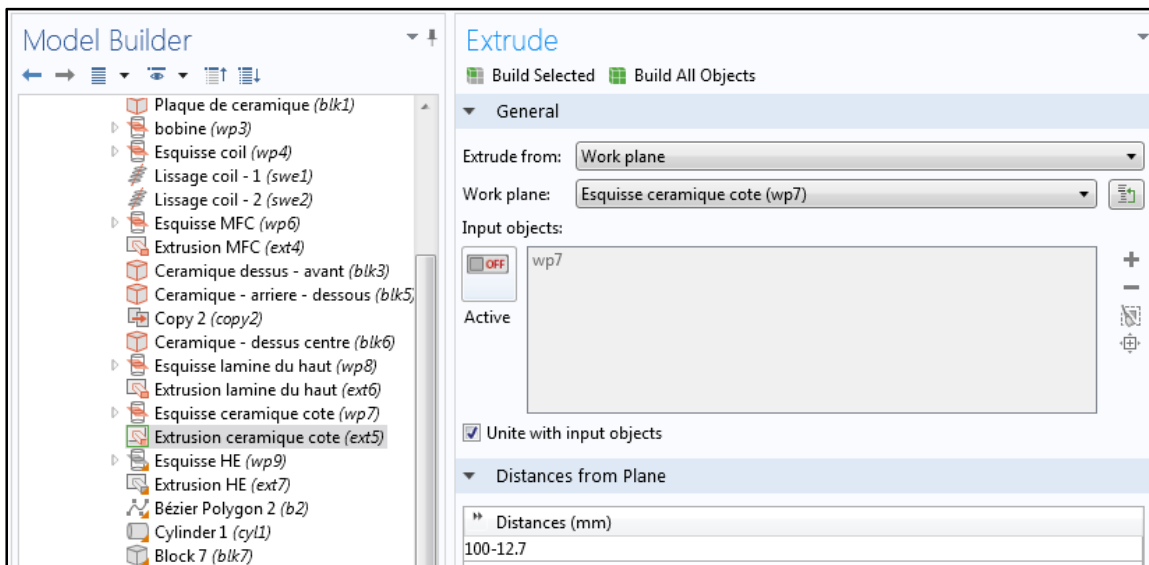 Model Builder
Plaque de ceramique (blk1)
bobine (wp3)
Esquisse coil (wp4)
Lissage coil - 1 (swe1)
Lissage coil - 2 (swe2)
Esquisse MFC (wp6)
Extrusion MFC (ext4)
Ceramique dessus - avant (blk3)
Ceramique - arriere - dessous (blk5)
Copy 2 (copy2)
Ceramique - dessus centre (blk6)
Esquisse lamine du haut (wp8)
Extrusion lamine du haut (ext6)
Esquisse ceramique cote (wp7)
Extrusion ceramique cote (ext5)
Esquisse HE (wp9)
Extrusion HE (ext7)
Bézier Polygon 2 (b2)
Cylinder 1 (cyl1)
Block 7 (blk7)
Extrude
Build Selected Build All Objects
General
Extrude from: Work plane
Work plane: Esquisse ceramique cote (wp7)
Input objects:
OFF wp7
Active
Unite with input objects
Distances from Plane
Distances (mm)
100-12.7